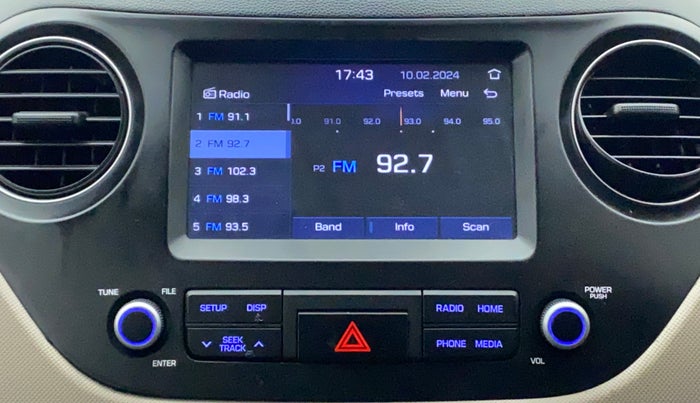 17:43 10.02.2024
Radio Presets Menu
1 FM 91.1
.0 91.0 92.0 93.0 94.0 95.0
2 FM 92.7
P2 FM 92.7
3 FM 102.3
4 FM 98.3
5 FM 93.5
Band Info Scan
TUNE FILE
ENTER
SETUP DISP
SEEK
TRACK
RADIO HOME
PHONE MEDIA
POWER
PUSH
VOL